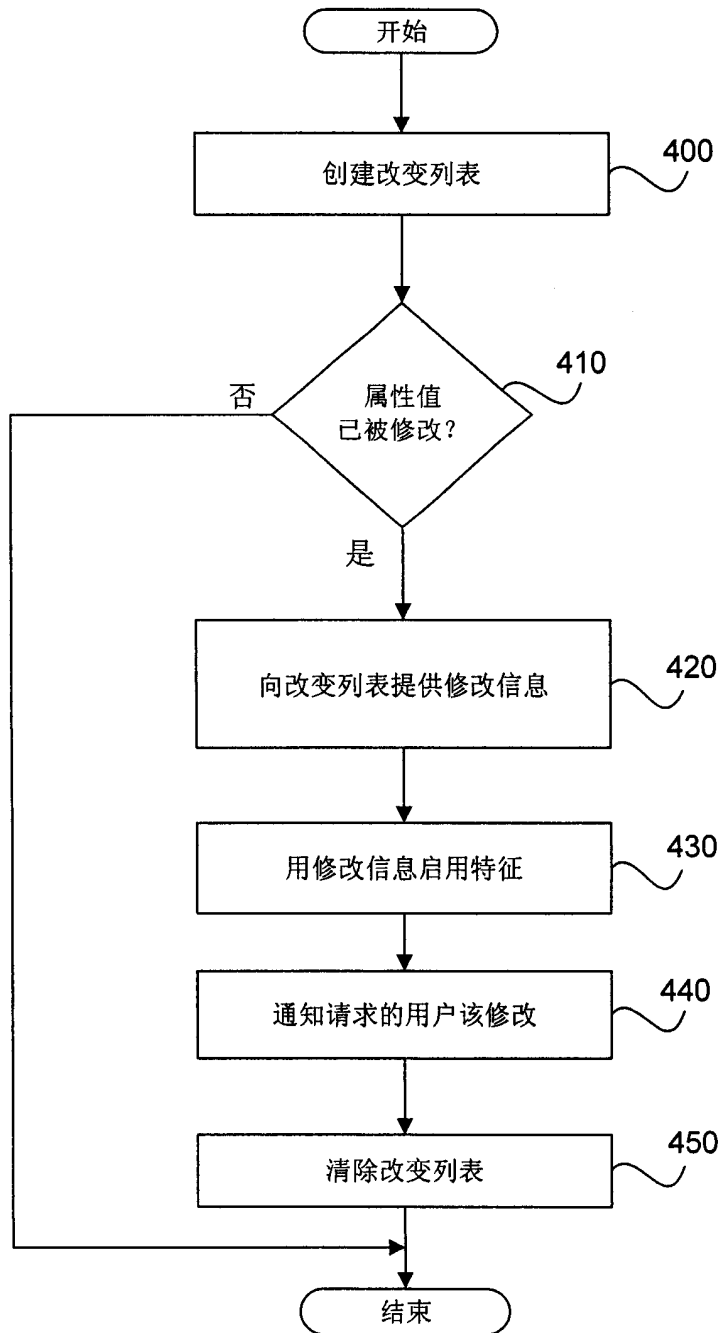 开始
创建改变列表
400
属性值
已被修改？
410
否
是
向改变列表提供修改信息
420
用修改信息启用特征
430
通知请求的用户该修改
440
清除改变列表
450
结束